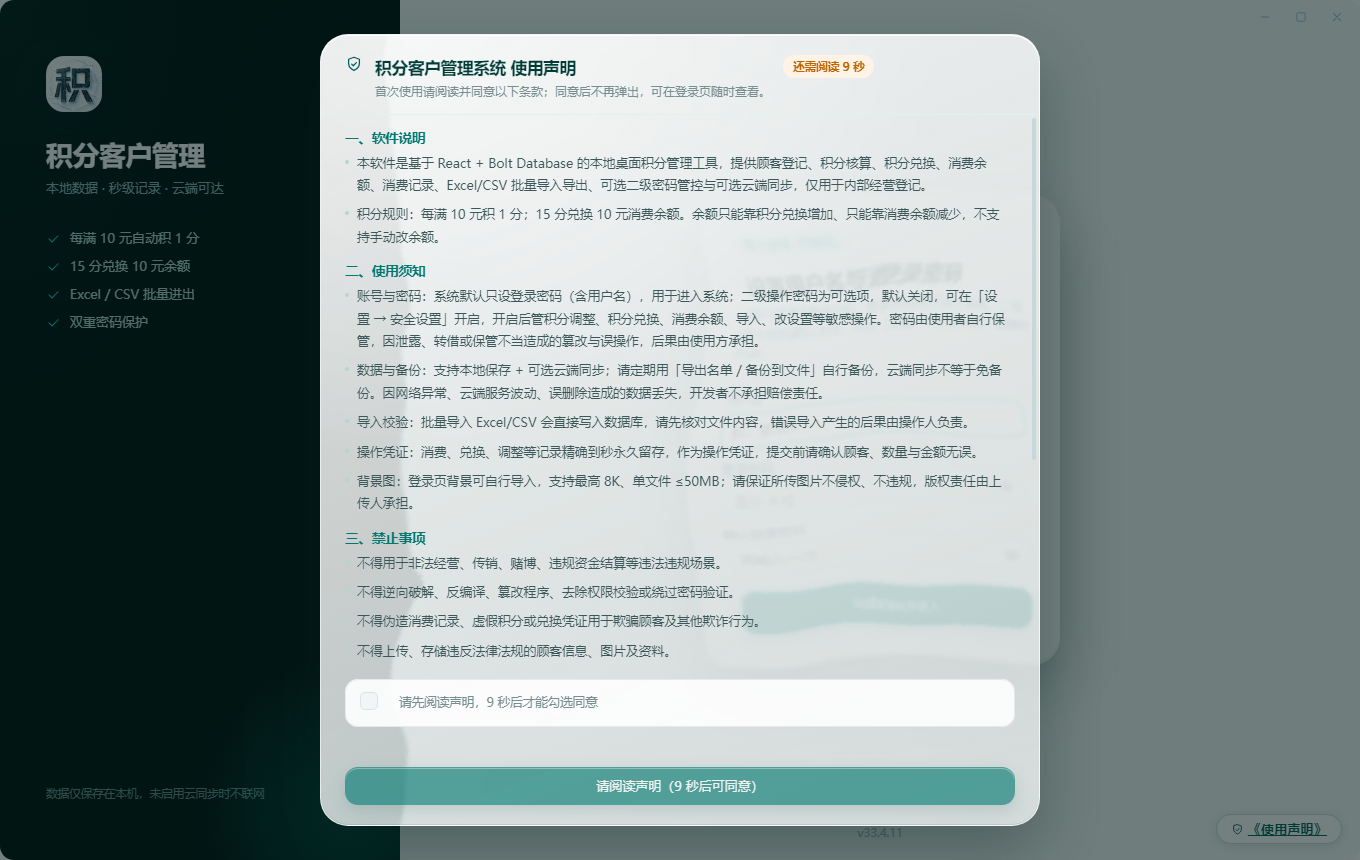 积
积分客户管理
本地数据 · 秒级记录 · 云端可达
每满 10 元自动积 1 分
15 分兑换 10 元余额
Excel / CSV 批量进出
双重密码保护
数据仅保存在本机，未启用云同步时不联网
积分客户管理系统 使用声明
还需阅读 9 秒
首次使用请阅读并同意以下条款；同意后不再弹出，可在登录页随时查看。
一、软件说明
本软件是基于 React + Bolt Database 的本地桌面积分管理工具，提供顾客登记、积分核算、积分兑换、消费余
额、消费记录、Excel/CSV 批量导入导出、可选二级密码管控与可选云端同步，仅用于内部经营登记。
积分规则：每满 10 元积 1 分；15 分兑换 10 元消费余额。余额只能靠积分兑换增加、只能靠消费余额减少，不支
持手动改余额。
二、使用须知
账号与密码：系统默认只设登录密码（含用户名），用于进入系统；二级操作密码为可选项，默认关闭，可在「设
置 → 安全设置」开启，开启后管积分调整、积分兑换、消费余额、导入、改设置等敏感操作。密码由使用者自行保
管，因泄露、转借或保管不当造成的篡改与误操作，后果由使用方承担。
数据与备份：支持本地保存 + 可选云端同步；请定期用「导出名单 / 备份到文件」自行备份，云端同步不等于免备
份。因网络异常、云端服务波动、误删除造成的数据丢失，开发者不承担赔偿责任。
导入校验：批量导入 Excel/CSV 会直接写入数据库，请先核对文件内容，错误导入产生的后果由操作人负责。
操作凭证：消费、兑换、调整等记录精确到秒永久留存，作为操作凭证，提交前请确认顾客、数量与金额无误。
背景图：登录页背景可自行导入，支持最高 8K、单文件 ≤50MB；请保证所传图片不侵权、不违规，版权责任由上
传人承担。
三、禁止事项
不得用于非法经营、传销、赌博、违规资金结算等违法违规场景。
不得逆向破解、反编译、篡改程序、去除权限校验或绕过密码验证。
不得伪造消费记录、虚假积分或兑换凭证用于欺骗顾客及其他欺诈行为。
不得上传、存储违反法律法规的顾客信息、图片及资料。
请先阅读声明，9 秒后才能勾选同意
请阅读声明（9 秒后可同意）
v33.4.11
《使用声明》